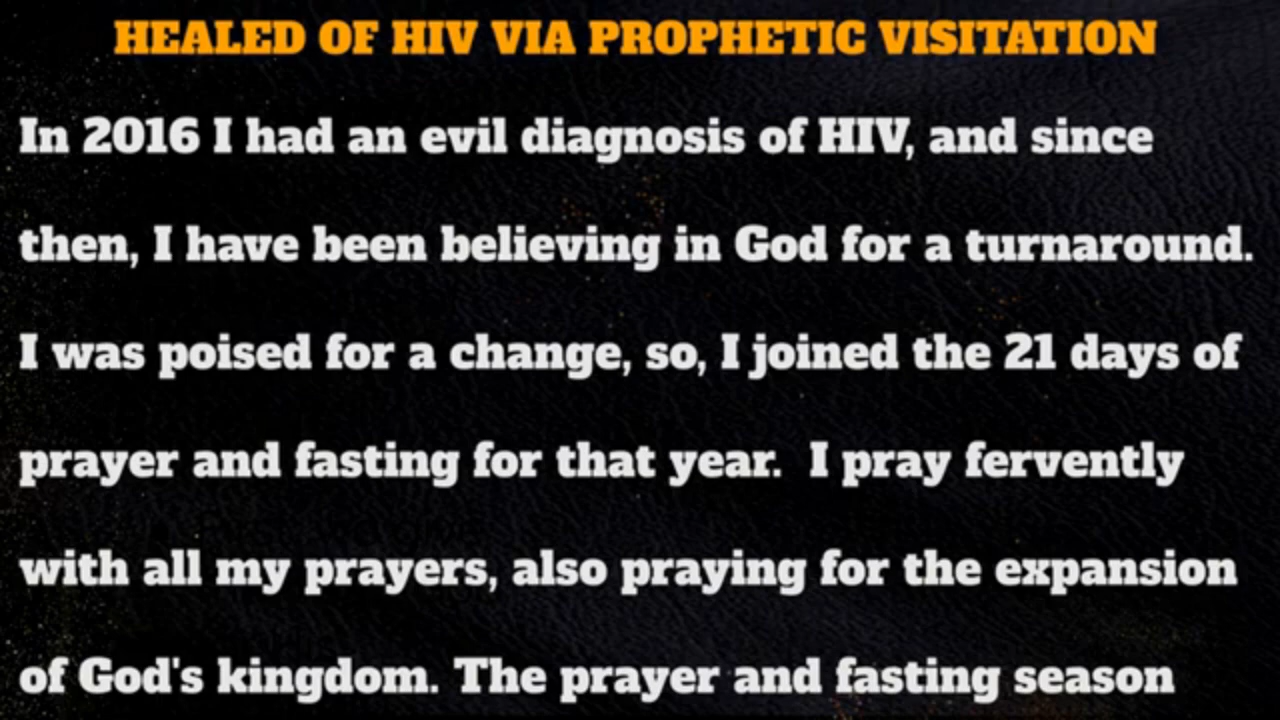 HEALED OF HIV VIA PROPHETIC VISITATION
In 2016 I had an evil diagnosis of HIV, and since
then, I have been believing in God for a turnaround.
I was poised for a change, so, I joined the 21 days of
prayer and fasting for that year.  I pray fervently
with all my prayers, also praying for the expansion
of God's kingdom. The prayer and fasting season